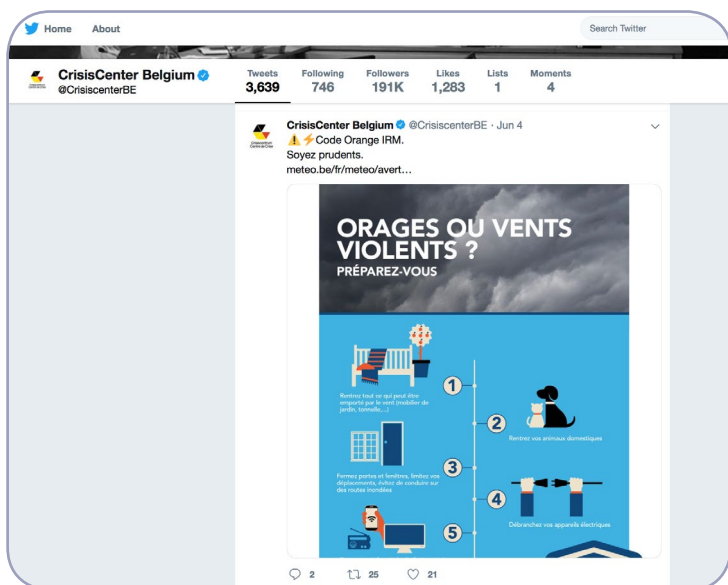 Home About Search Twitter
CrisisCenter Belgium
@CrisiscenterBE
Tweets Following Followers Likes Lists Moments
3,639 746 191K 1,283 1 4
CrisisCenter Belgium @CrisiscenterBE · Jun 4
Code Orange IRM.
Soyez prudents.
meteo.be/fr/meteo/avert…
ORAGES OU VENTS
VIOLENTS ?
PRÉPAREZ-VOUS
1
Rentrez tout ce qui peut être
emporté par le vent (mobilier de
jardin, tonnelle,...)
2
Rentrez vos animaux domestiques
3
Fermez portes et fenêtres, limitez vos
déplacements, évitez de conduire sur
des routes inondées
4
Débranchez vos appareils électriques
5
2 25 21